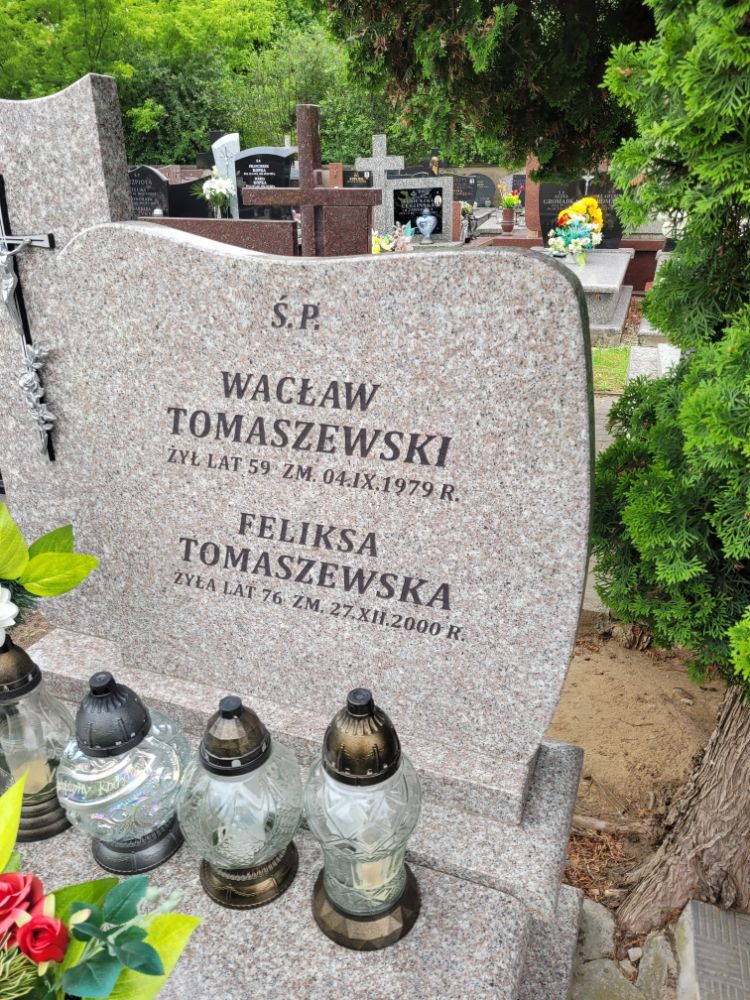 Ś.P.
WACŁAW
TOMASZEWSKI
ŻYŁ LAT 59 ZM. 04.IX.1979 R.
FELIKSA
TOMASZEWSKA
ŻYŁA LAT 76 ZM. 27.XII.2000 R.